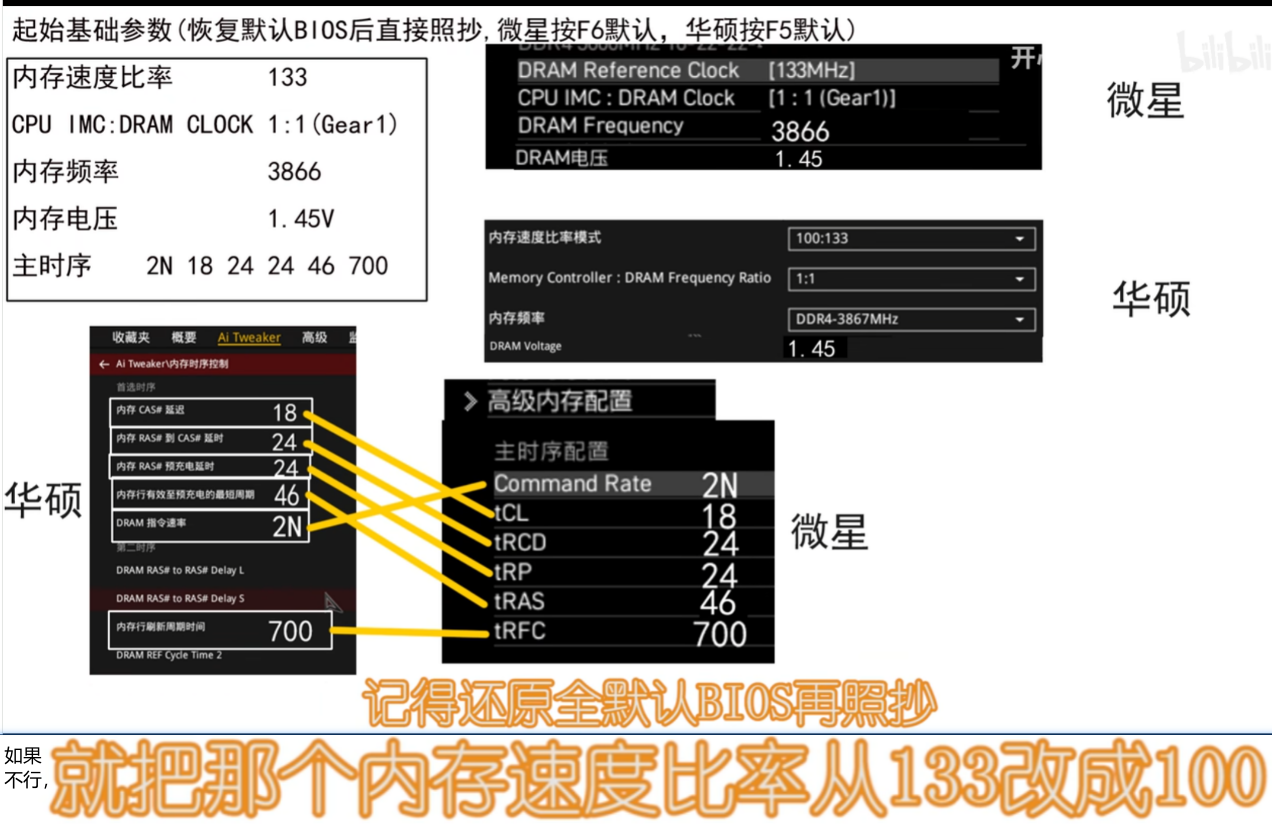 起始基础参数(恢复默认BIOS后直接照抄,微星按F6默认，华硕按F5默认)
bilibili
内存速度比率 133
CPU IMC:DRAM CLOCK 1:1(Gear1)
内存频率 3866
内存电压 1.45V
主时序 2N 18 24 24 46 700
开
DRAM Reference Clock [133MHz]
CPU IMC : DRAM Clock [1 : 1 (Gear1)]
DRAM Frequency 3866
DRAM电压 1.45
微星
内存速度比率模式 100:133
Memory Controller : DRAM Frequency Ratio 1:1
内存频率 DDR4-3867MHz
DRAM Voltage 1.45
华硕
收藏夹 概要 Ai Tweaker 高级
← Ai Tweaker\内存时序控制
首选时序
内存 CAS# 延迟 18
内存 RAS# 到 CAS# 延时 24
内存 RAS# 预充电延时 24
内存行有效至预充电的最短周期 46
DRAM 指令速率 2N
第二时序
DRAM RAS# to RAS# Delay L
DRAM RAS# to RAS# Delay S
内存行刷新周期时间 700
DRAM REF Cycle Time 2
华硕
高级内存配置
主时序配置
Command Rate 2N
tCL 18
tRCD 24
tRP 24
tRAS 46
tRFC 700
微星
记得还原全默认BIOS再照抄
如果
不行,
就把那个内存速度比率从133改成100